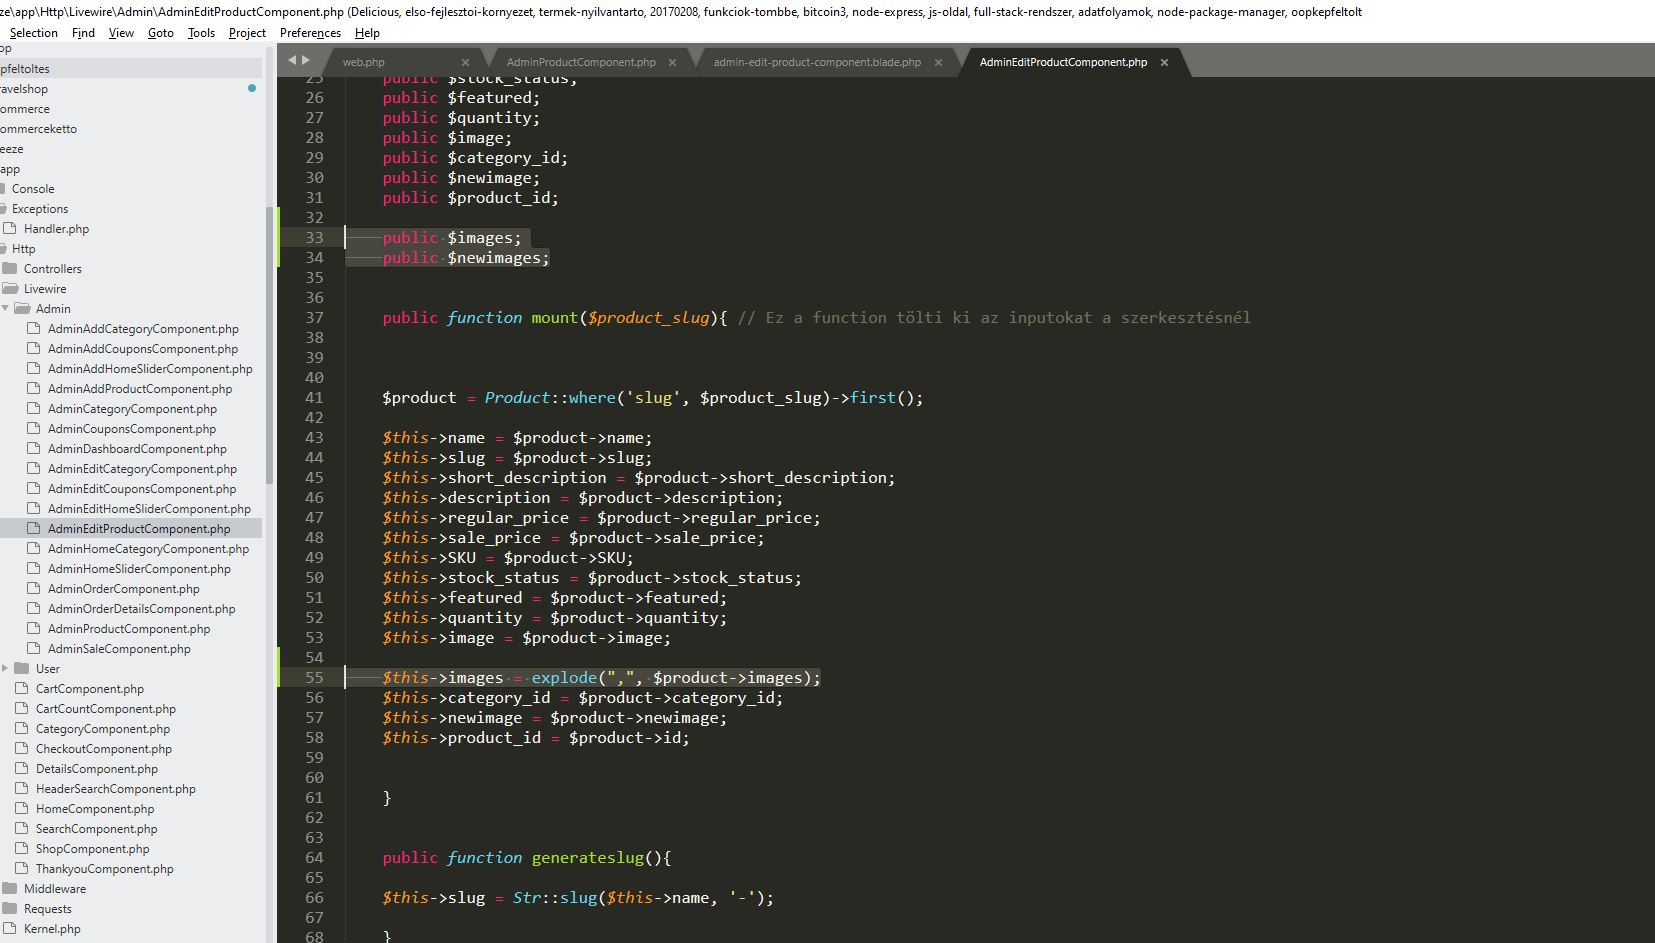 ze\app\Http\Livewire\Admin\AdminEditProductComponent.php (Delicious, elso-fejlesztoi-kornyezet, termek-nyilvantarto, 20170208, funkciok-tombbe, bitcoin3, node-express, js-oldal, full-stack-rendszer, adatfolyamok, node-package-manager, oopkepfeltolt
Selection Find View Goto Tools Project Preferences Help
op
pfeltoltes
ravelshop
ommerce
ommerceketto
eeze
app
Console
Exceptions
Handler.php
Http
Controllers
Livewire
Admin
AdminAddCategoryComponent.php
AdminAddCouponsComponent.php
AdminAddHomeSliderComponent.php
AdminAddProductComponent.php
AdminCategoryComponent.php
AdminCouponsComponent.php
AdminDashboardComponent.php
AdminEditCategoryComponent.php
AdminEditCouponsComponent.php
AdminEditHomeSliderComponent.php
AdminEditProductComponent.php
AdminHomeCategoryComponent.php
AdminHomeSliderComponent.php
AdminOrderComponent.php
AdminOrderDetailsComponent.php
AdminProductComponent.php
AdminSaleComponent.php
User
CartComponent.php
CartCountComponent.php
CategoryComponent.php
CheckoutComponent.php
DetailsComponent.php
HeaderSearchComponent.php
HomeComponent.php
SearchComponent.php
ShopComponent.php
ThankyouComponent.php
Middleware
Requests
Kernel.php
web.php AdminProductComponent.php admin-edit-product-component.blade.php AdminEditProductComponent.php
25 public $stock_status;
26 public $featured;
27 public $quantity;
28 public $image;
29 public $category_id;
30 public $newimage;
31 public $product_id;
32
33 public $images;
34 public $newimages;
35
36
37 public function mount($product_slug){ // Ez a function tölti ki az inputokat a szerkesztésnél
38
39
40
41 $product = Product::where('slug', $product_slug)->first();
42
43 $this->name = $product->name;
44 $this->slug = $product->slug;
45 $this->short_description = $product->short_description;
46 $this->description = $product->description;
47 $this->regular_price = $product->regular_price;
48 $this->sale_price = $product->sale_price;
49 $this->SKU = $product->SKU;
50 $this->stock_status = $product->stock_status;
51 $this->featured = $product->featured;
52 $this->quantity = $product->quantity;
53 $this->image = $product->image;
54
55 $this->images = explode(",", $product->images);
56 $this->category_id = $product->category_id;
57 $this->newimage = $product->newimage;
58 $this->product_id = $product->id;
59
60
61 }
62
63
64 public function generateslug(){
65
66 $this->slug = Str::slug($this->name, '-');
67
68 }